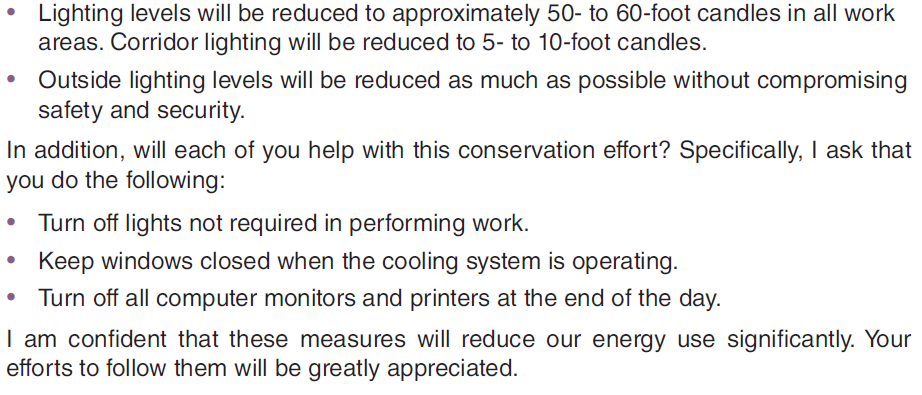 • Lighting levels will be reduced to approximately 50- to 60-foot candles in all work
areas. Corridor lighting will be reduced to 5- to 10-foot candles.
• Outside lighting levels will be reduced as much as possible without compromising
safety and security.
In addition, will each of you help with this conservation effort? Specifically, I ask that
you do the following:
• Turn off lights not required in performing work.
• Keep windows closed when the cooling system is operating.
• Turn off all computer monitors and printers at the end of the day.
I am confident that these measures will reduce our energy use significantly. Your
efforts to follow them will be greatly appreciated.